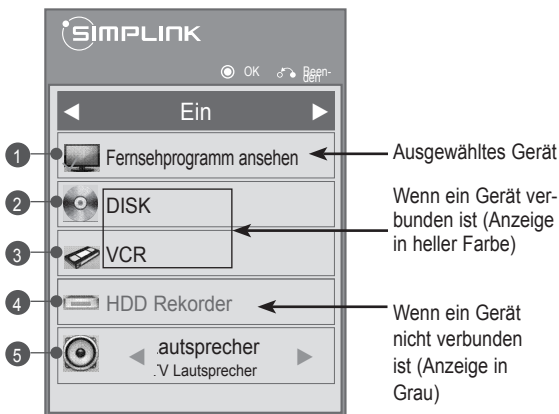 SIMPLINK
OK Been-
den
Ein
1 Fernsehprogramm ansehen
2 DISK
3 VCR
4 HDD Rekorder
5 .autsprecher
.V Lautsprecher
Ausgewähltes Gerät
Wenn ein Gerät ver-
bunden ist (Anzeige
in heller Farbe)
Wenn ein Gerät
nicht verbunden
ist (Anzeige in
Grau)